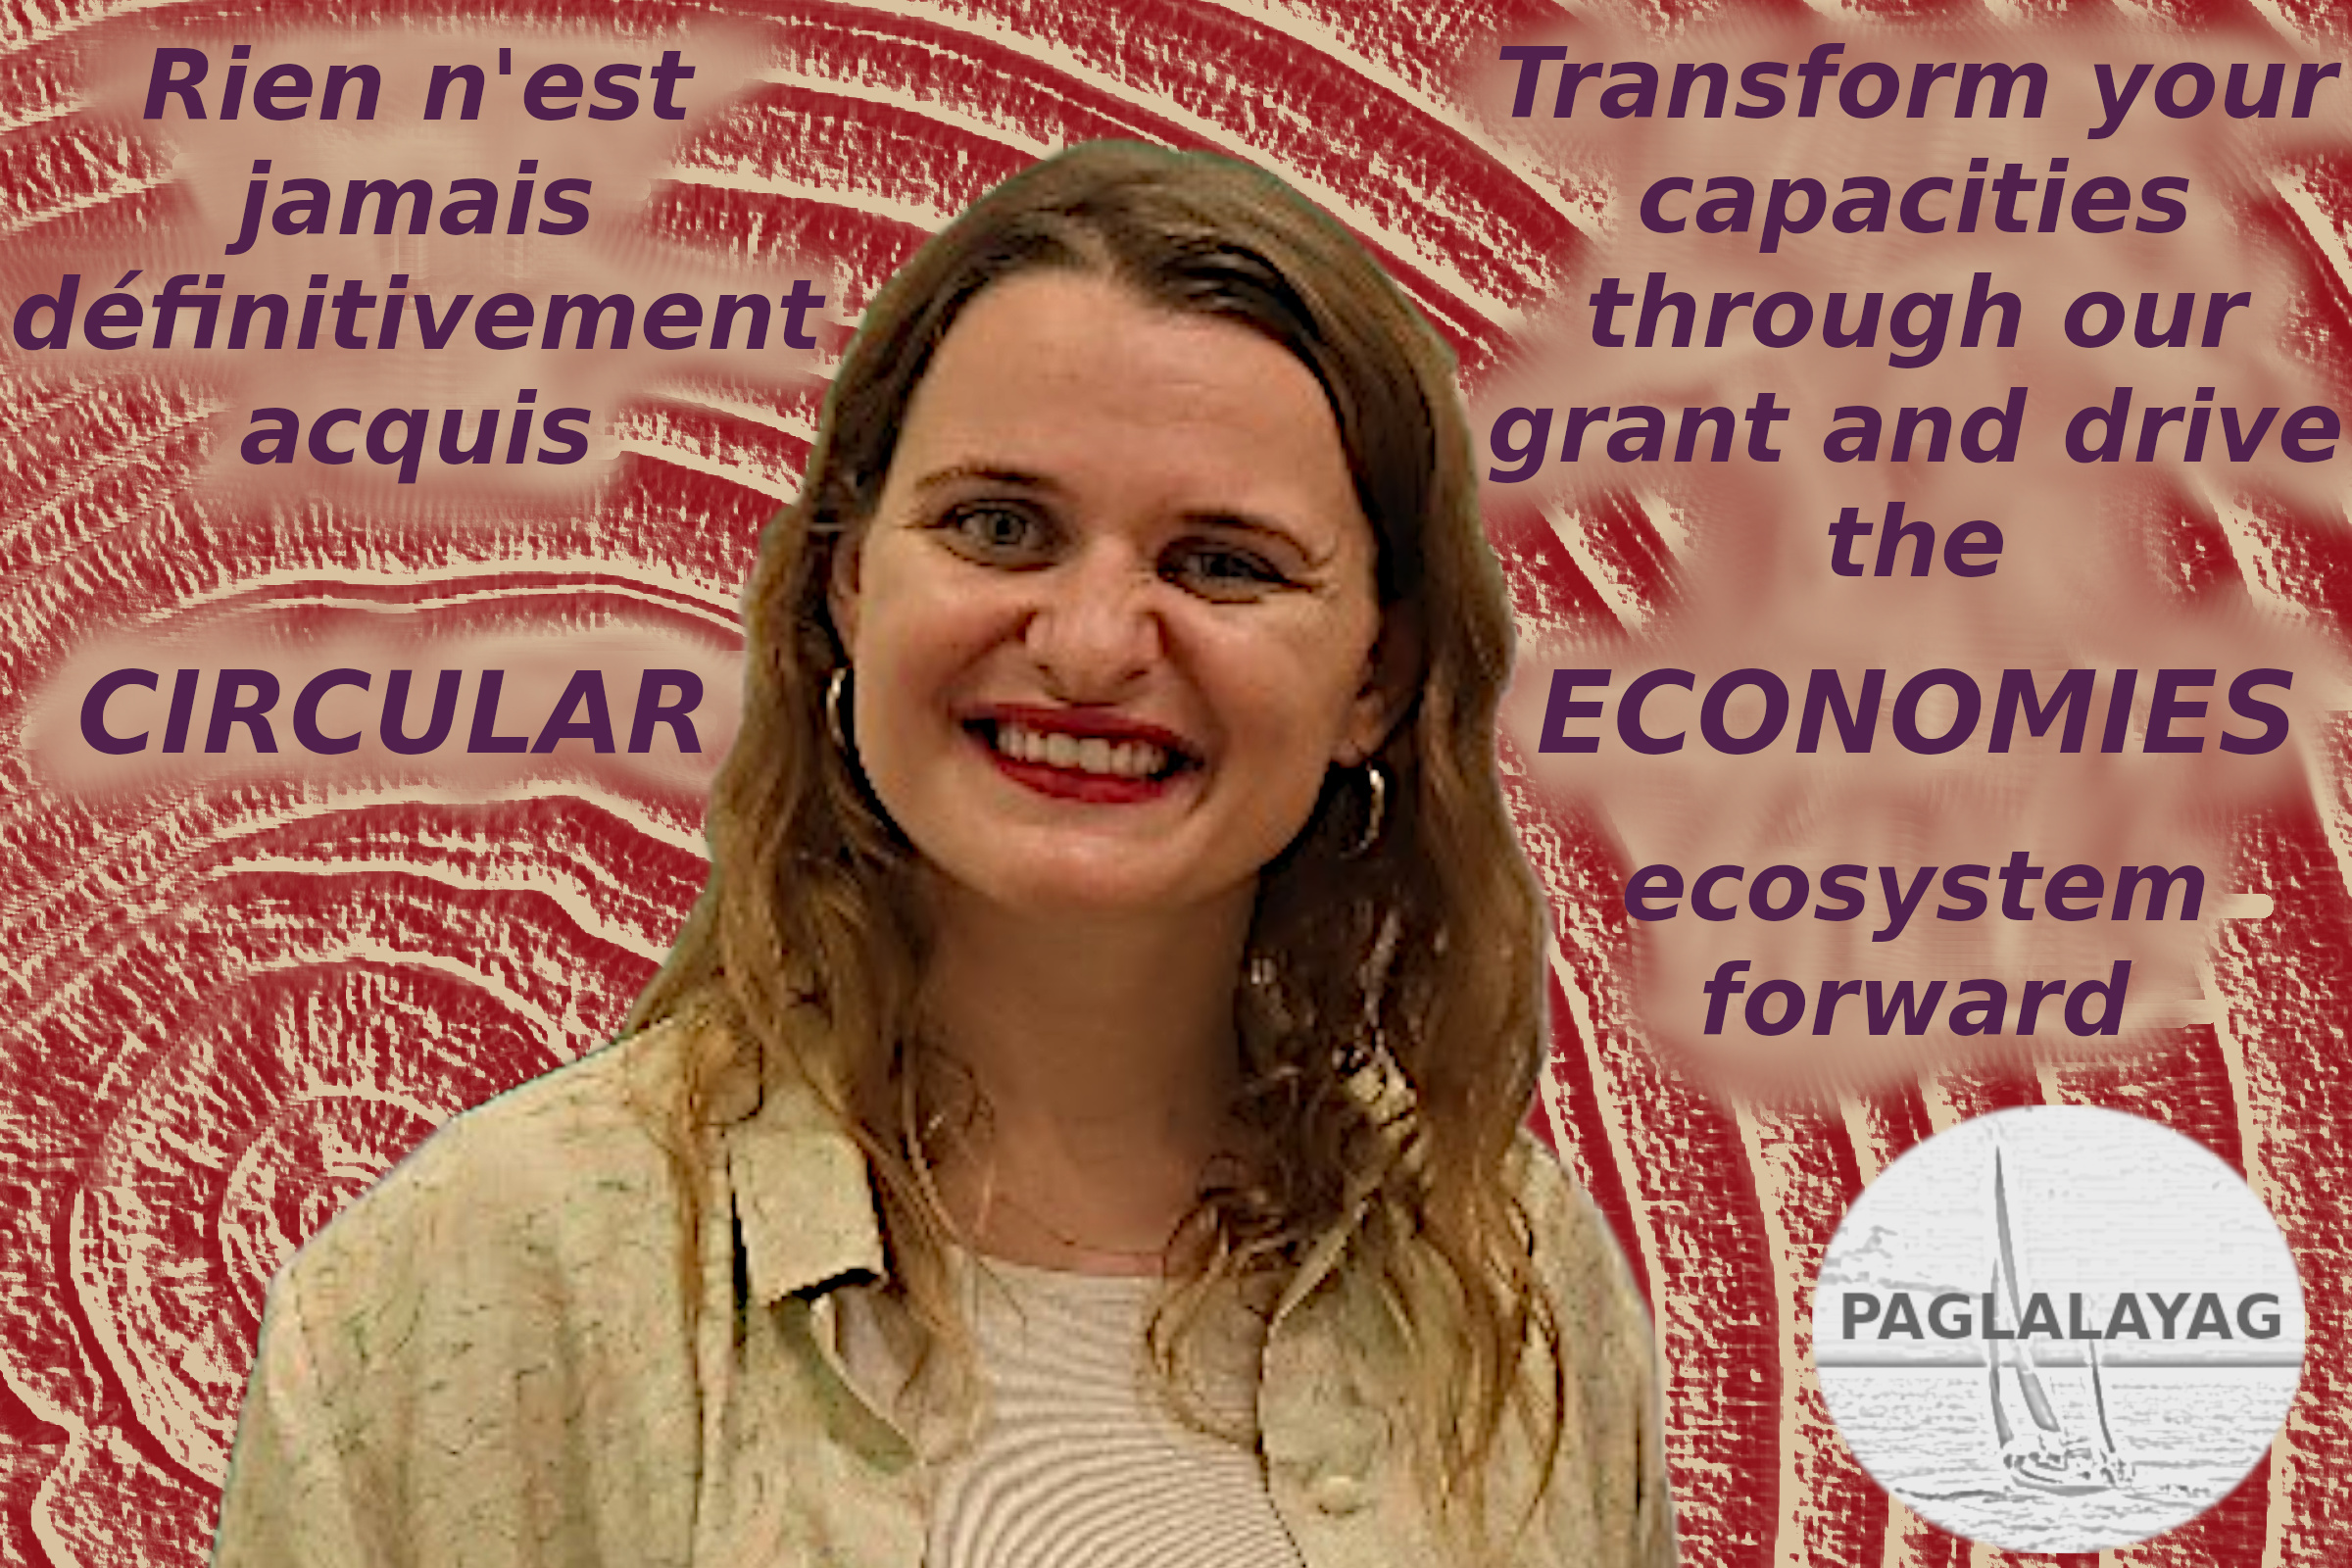 Rien n'est
jamais
définitivement
acquis
CIRCULAR
Transform your
capacities
through our
grant and drive
the
ECONOMIES
ecosystem
forward
PAGLALAYAG